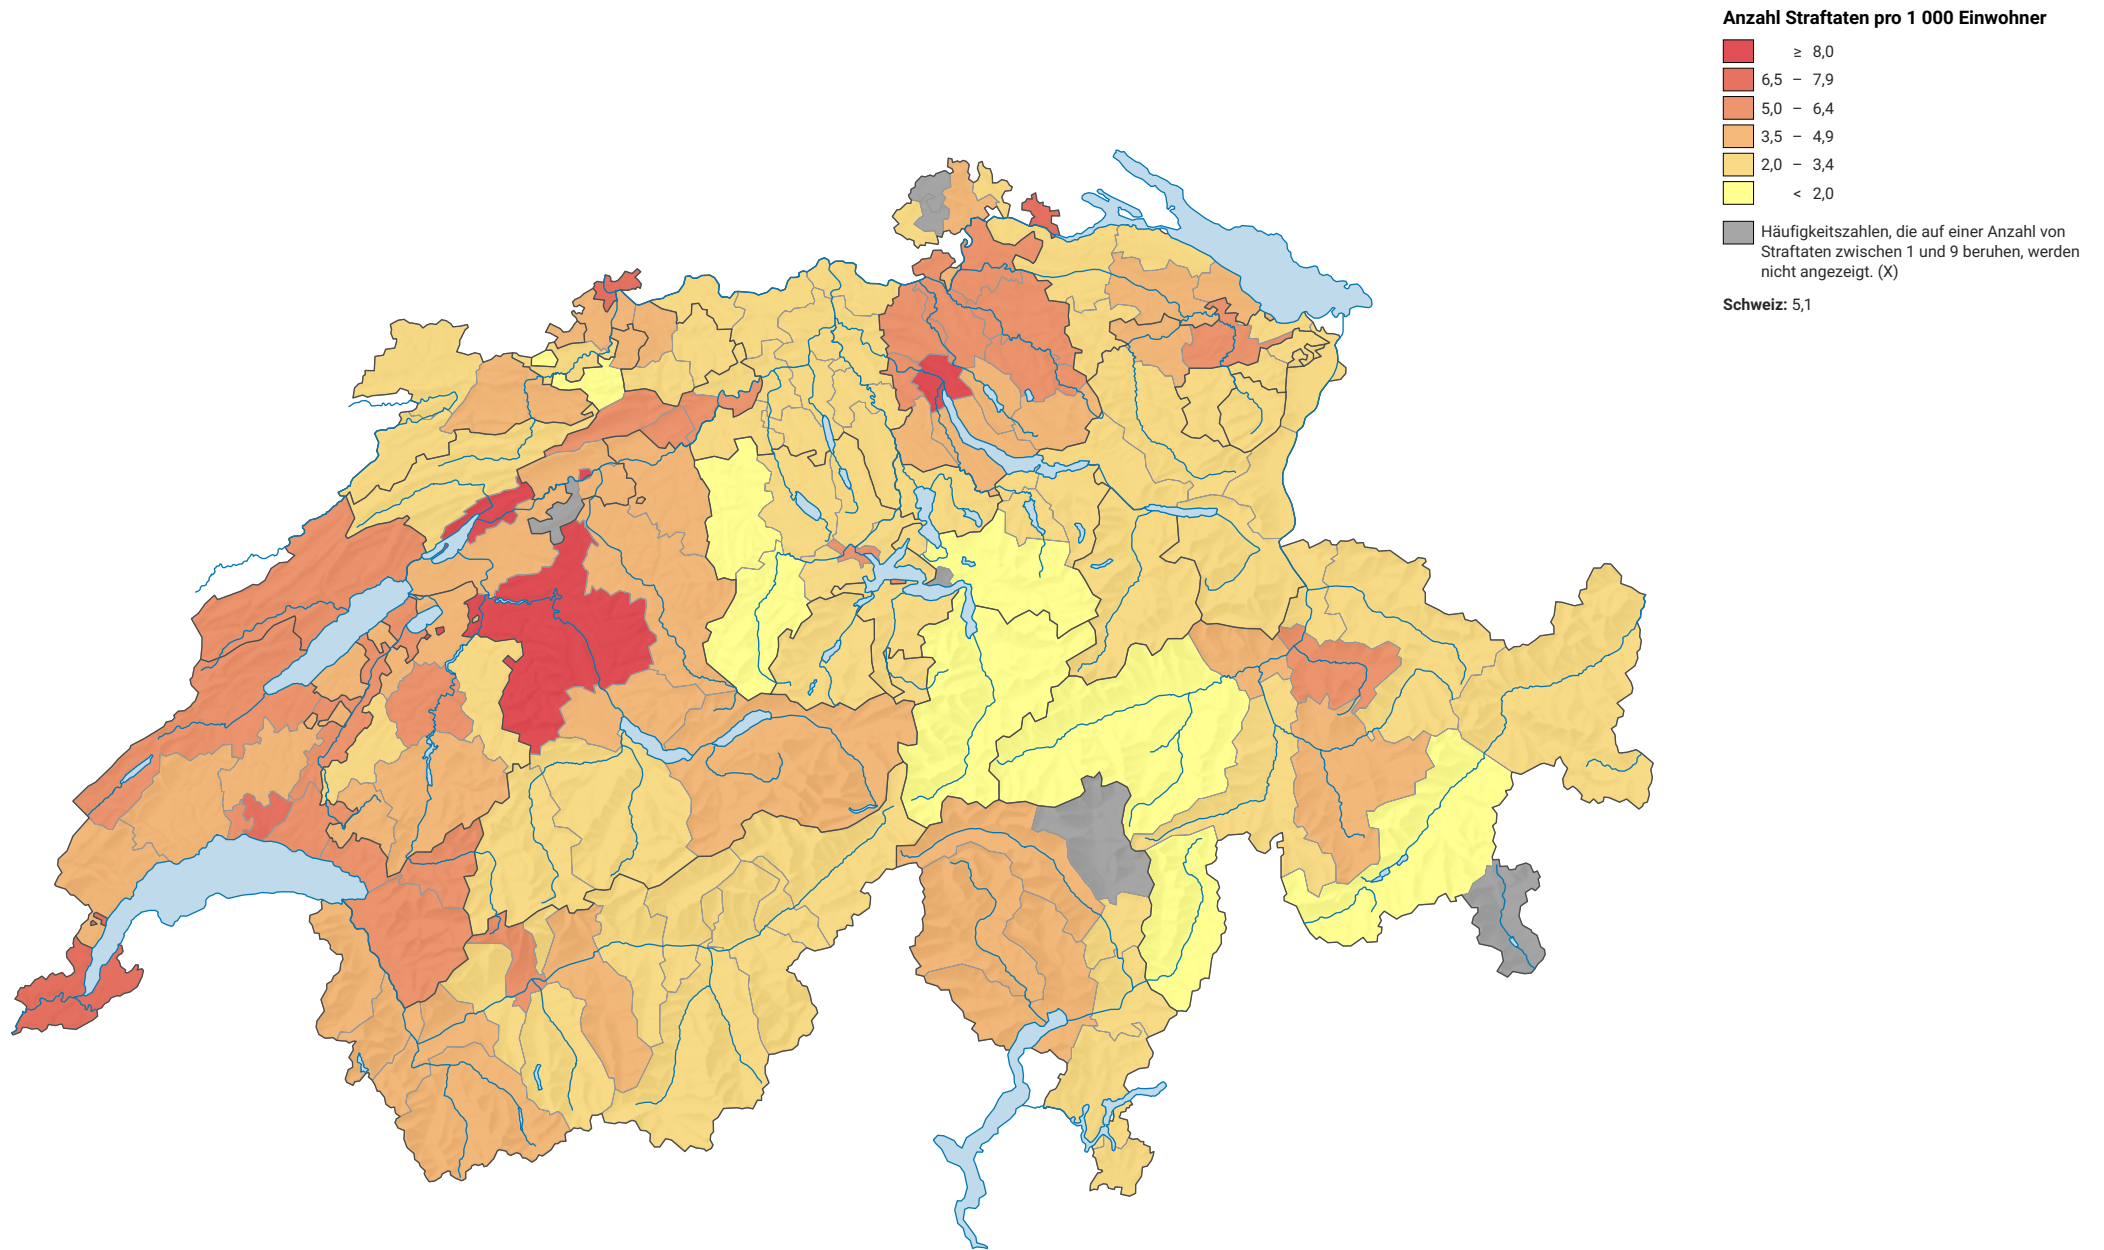 Anzahl Straftaten pro 1 000 Einwohner
≥ 8,0
6,5 – 7,9
5,0 – 6,4
3,5 – 4,9
2,0 – 3,4
< 2,0
Häufigkeitszahlen, die auf einer Anzahl von
Straftaten zwischen 1 und 9 beruhen, werden
nicht angezeigt. (X)
Schweiz: 5,1